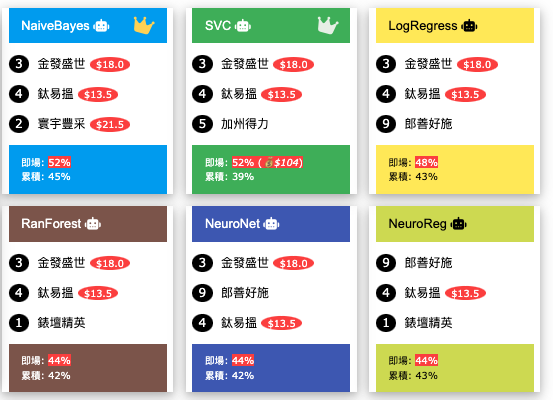 NaiveBayes
3 金發盛世 $18.0
4 鈦易搵 $13.5
2 寰宇豐采 $21.5
即場: 52%
累積: 45%
SVC
3 金發盛世 $18.0
4 鈦易搵 $13.5
5 加州得力
即場: 52% (💰$104)
累積: 39%
LogRegress
3 金發盛世 $18.0
4 鈦易搵 $13.5
9 郎善好施
即場: 48%
累積: 43%
RanForest
3 金發盛世 $18.0
4 鈦易搵 $13.5
1 錶壇精英
即場: 44%
累積: 42%
NeuroNet
3 金發盛世 $18.0
9 郎善好施
4 鈦易搵 $13.5
即場: 44%
累積: 42%
NeuroReg
9 郎善好施
4 鈦易搵 $13.5
1 錶壇精英
即場: 44%
累積: 43%